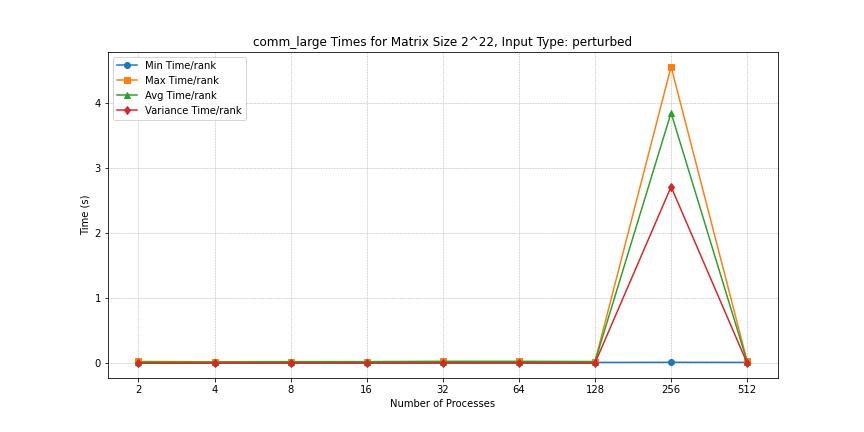 comm_large Times for Matrix Size 2^22, Input Type: perturbed
Min Time/rank
Max Time/rank
Avg Time/rank
Variance Time/rank
Time (s)
4
3
2
1
0
2 4 8 16 32 64 128 256 512
Number of Processes